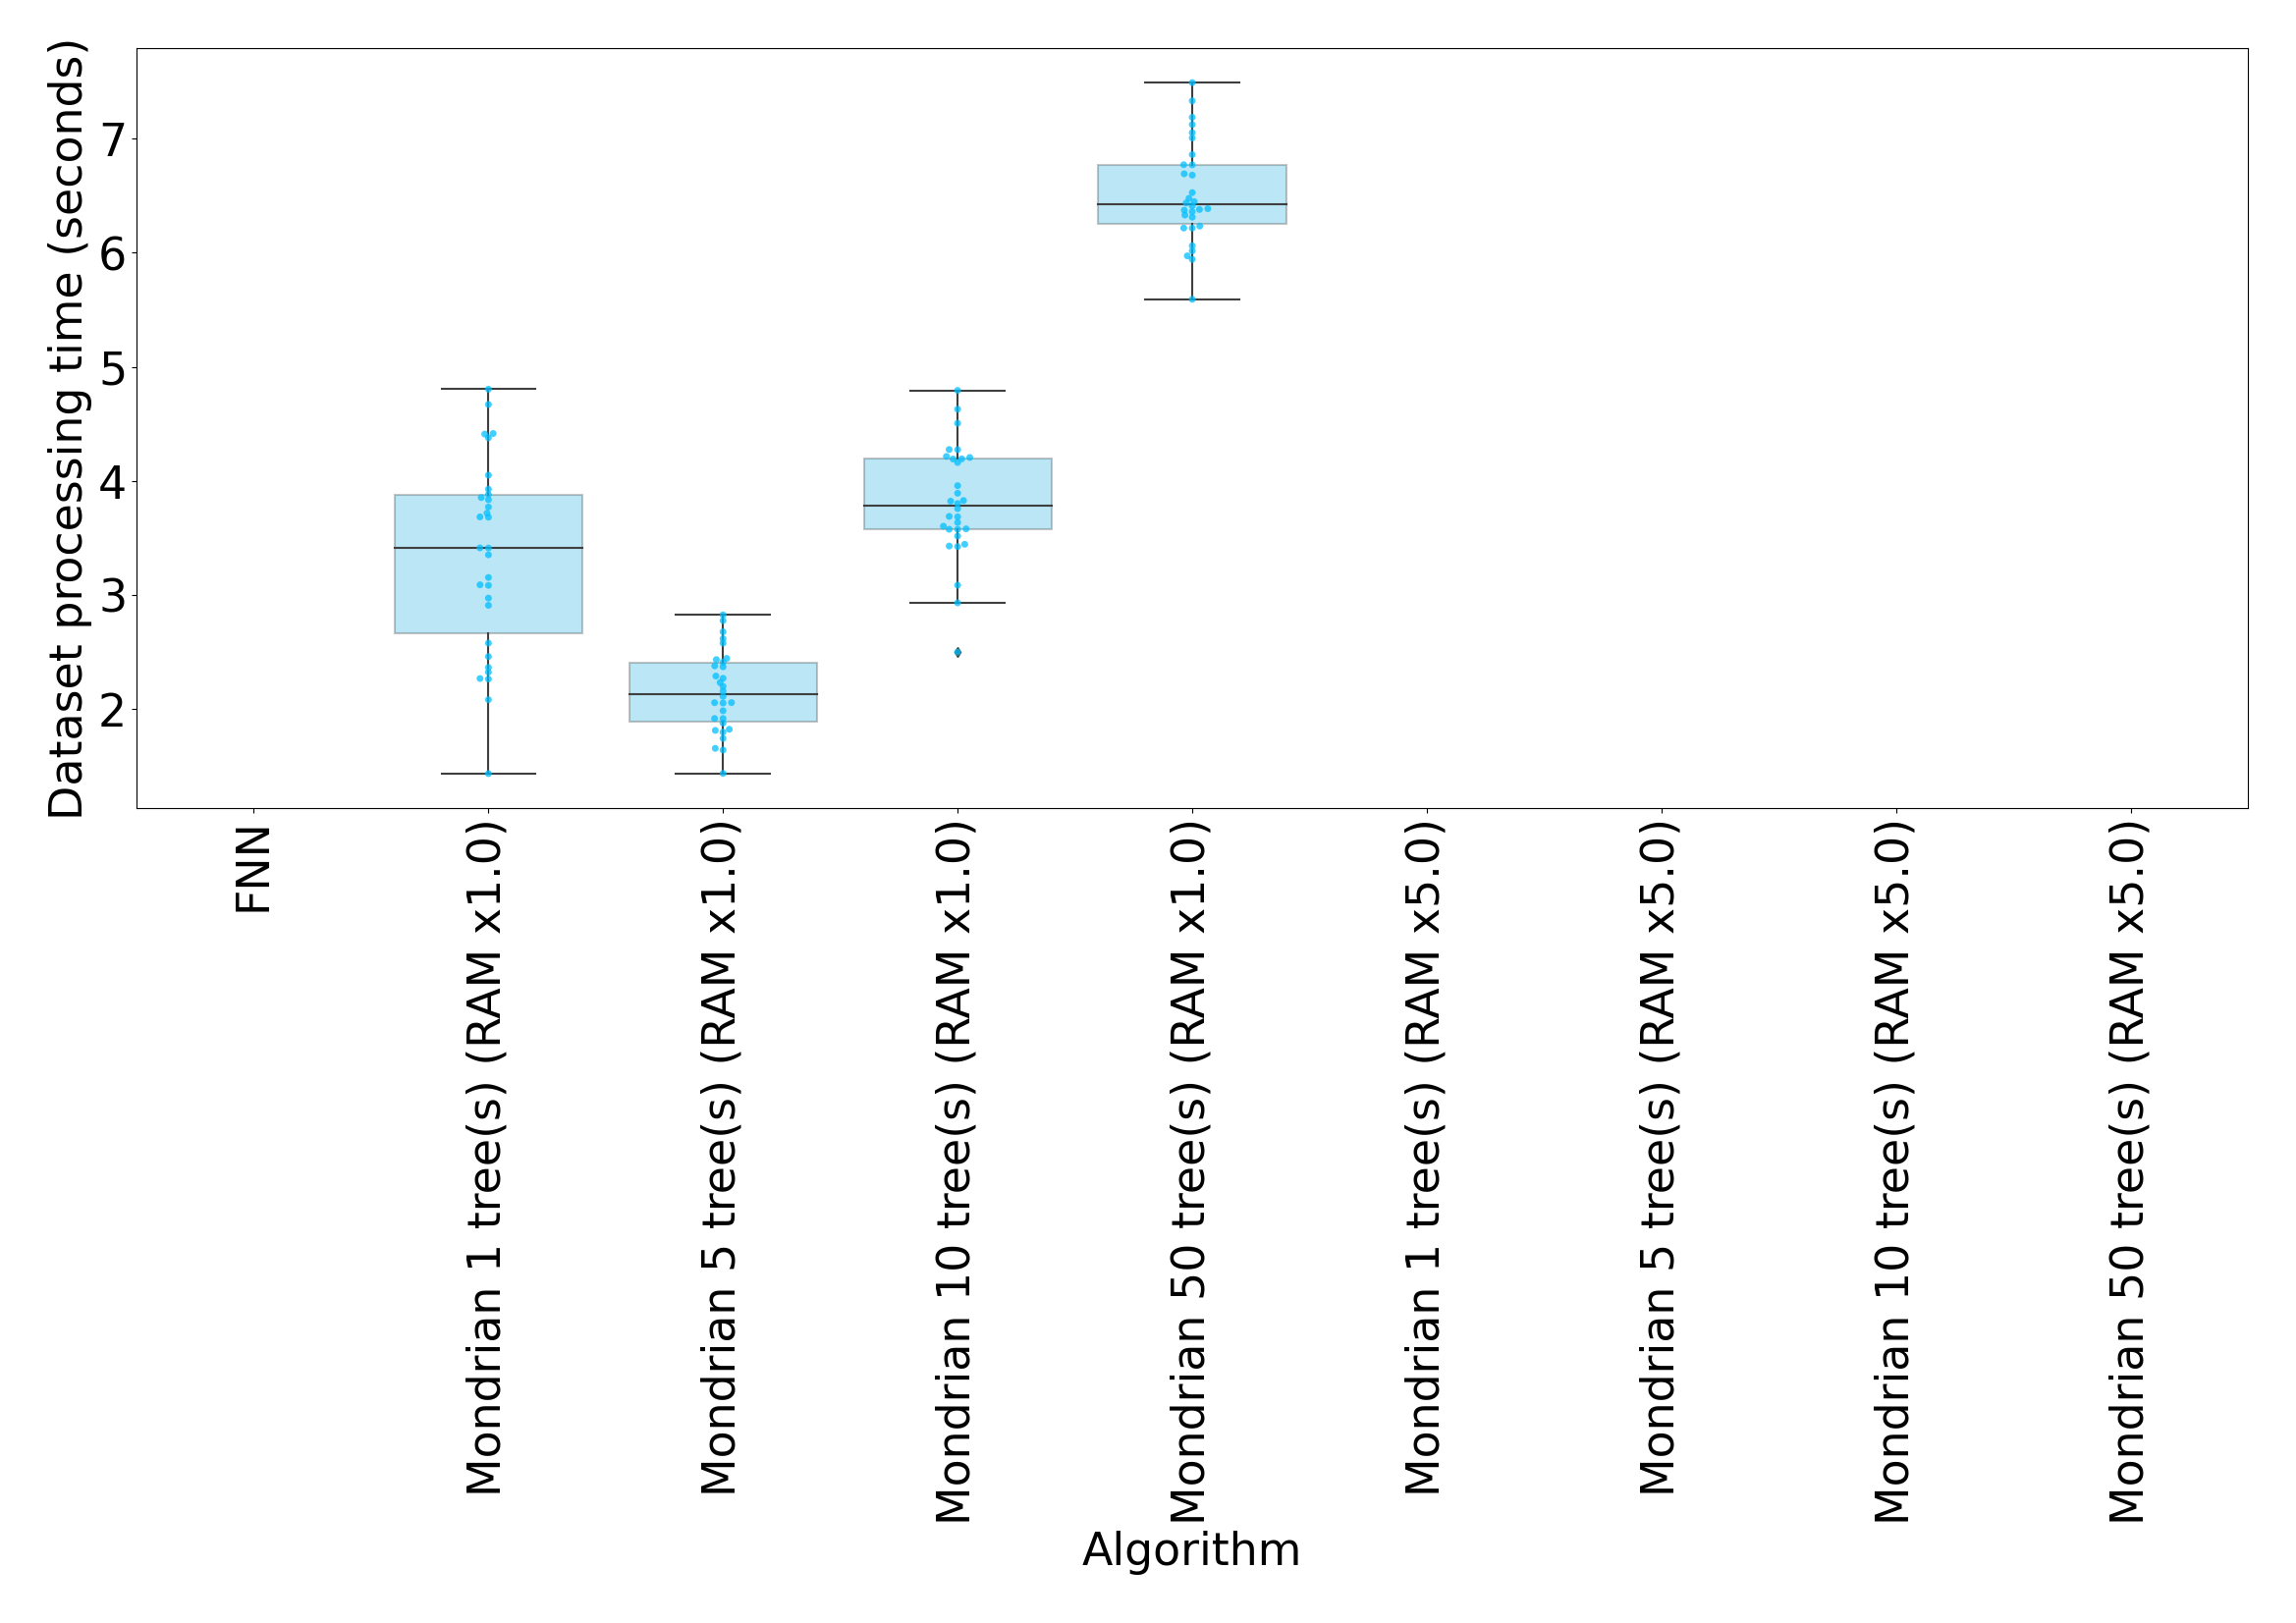 Dataset processing time (seconds)
7
6
5
4
3
2
FNN
Mondrian 1 tree(s) (RAM x1.0)
Mondrian 5 tree(s) (RAM x1.0)
Mondrian 10 tree(s) (RAM x1.0)
Mondrian 50 tree(s) (RAM x1.0)
Mondrian 1 tree(s) (RAM x5.0)
Mondrian 5 tree(s) (RAM x5.0)
Mondrian 10 tree(s) (RAM x5.0)
Mondrian 50 tree(s) (RAM x5.0)
Algorithm